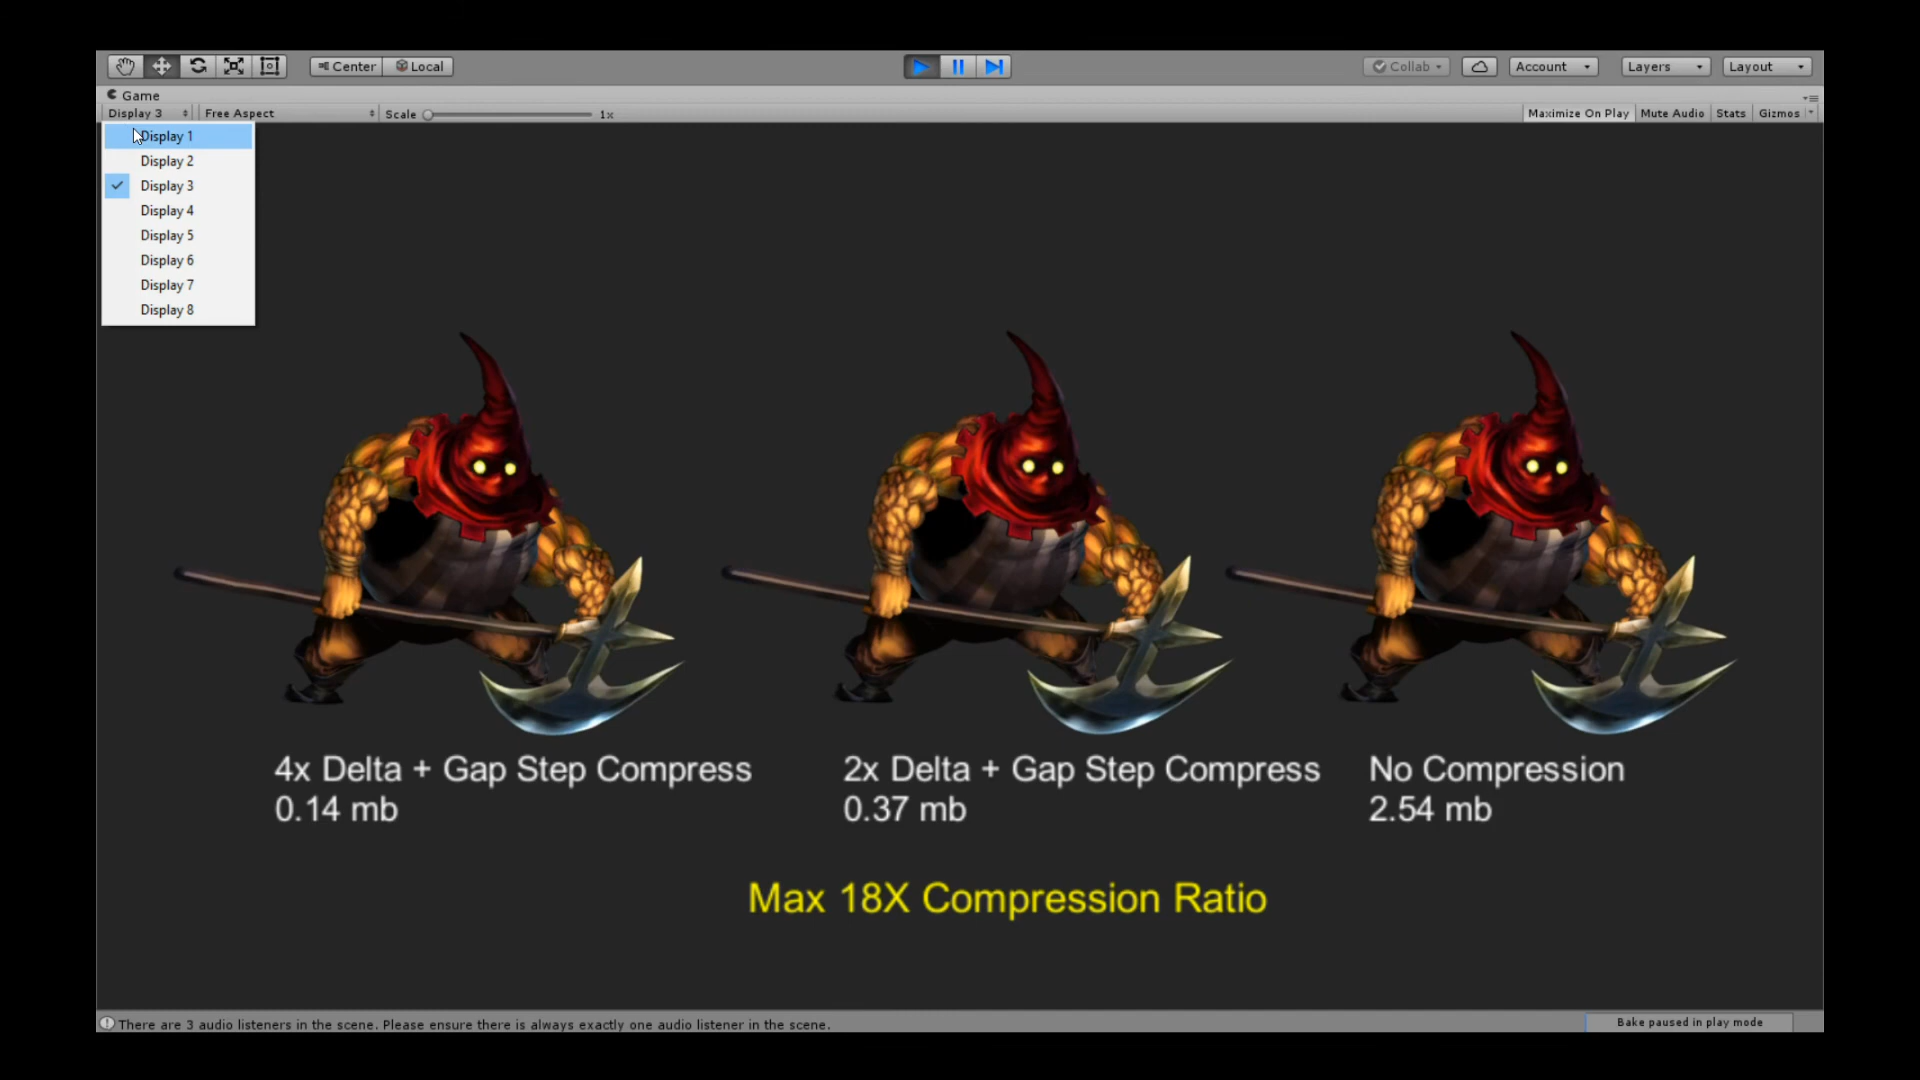 Center Local
Collab Account Layers Layout
Game
Display 3 Free Aspect Scale 1x
Maximize On Play Mute Audio Stats Gizmos
Display 1
Display 2
Display 3
Display 4
Display 5
Display 6
Display 7
Display 8
4x Delta + Gap Step Compress
0.14 mb
2x Delta + Gap Step Compress
0.37 mb
No Compression
2.54 mb
Max 18X Compression Ratio
There are 3 audio listeners in the scene. Please ensure there is always exactly one audio listener in the scene.
Bake paused in play mode